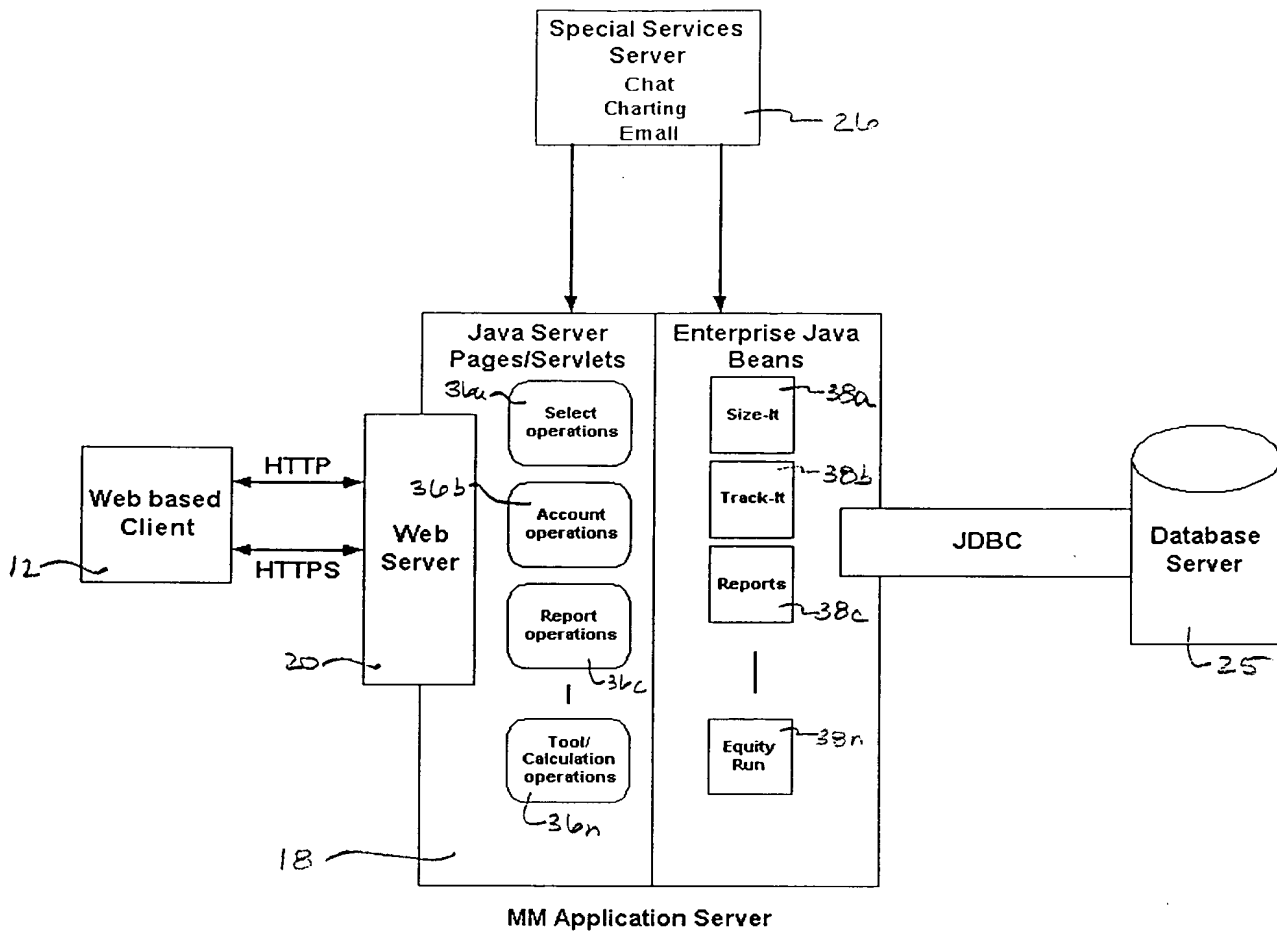 Special Services
Server
Chat
Charting
Email
26
Java Server
Pages/Servlets
Enterprise Java
Beans
36a
Select
operations
38a
Size-It
HTTP
Web based
Client
HTTPS
12
Web
Server
20
36b
Account
operations
38b
Track-It
JDBC
Database
Server
25
Report
operations
36c
Reports
38c
Tool/
Calculation
operations
36n
Equity
Run
38n
18
MM Application Server